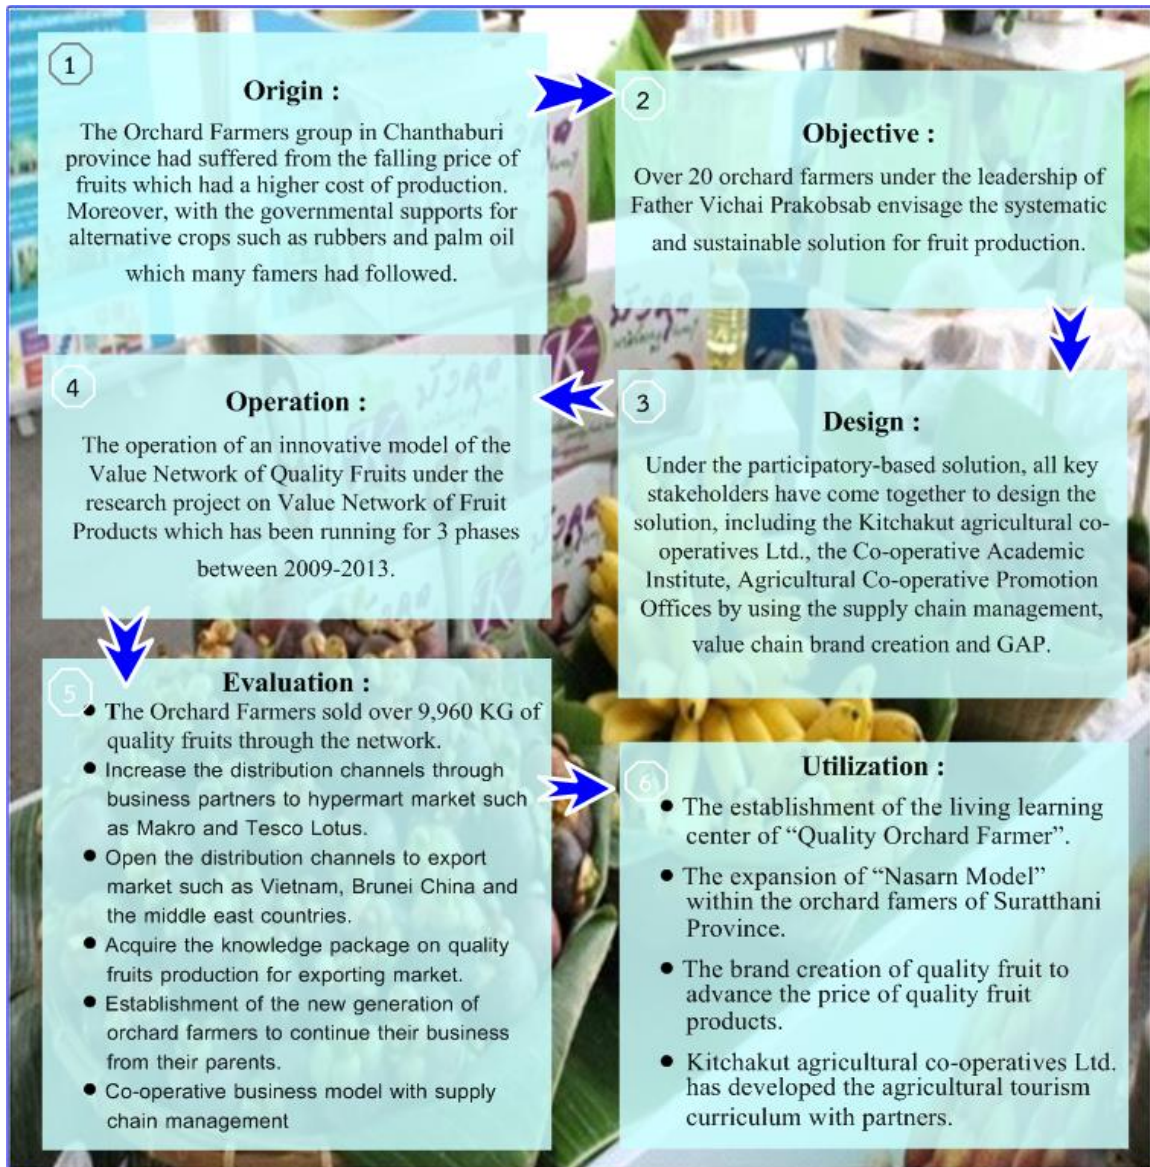 1
Origin :
The Orchard Farmers group in Chanthaburi
province had suffered from the falling price of
fruits which had a higher cost of production.
Moreover, with the governmental supports for
alternative crops such as rubbers and palm oil
which many famers had followed.
2
Objective :
Over 20 orchard farmers under the leadership of
Father Vichai Prakobsab envisage the systematic
and sustainable solution for fruit production.
3
Design :
Under the participatory-based solution, all key
stakeholders have come together to design the
solution, including the Kitchakut agricultural co-
operatives Ltd., the Co-operative Academic
Institute, Agricultural Co-operative Promotion
Offices by using the supply chain management,
value chain brand creation and GAP.
4
Operation :
The operation of an innovative model of the
Value Network of Quality Fruits under the
research project on Value Network of Fruit
Products which has been running for 3 phases
between 2009-2013.
5
Evaluation :
● The Orchard Farmers sold over 9,960 KG of
quality fruits through the network.
● Increase the distribution channels through
business partners to hypermart market such
as Makro and Tesco Lotus.
● Open the distribution channels to export
market such as Vietnam, Brunei China and
the middle east countries.
● Acquire the knowledge package on quality
fruits production for exporting market.
● Establishment of the new generation of
orchard farmers to continue their business
from their parents.
● Co-operative business model with supply
chain management
6
Utilization :
● The establishment of the living learning
center of “Quality Orchard Farmer”.
● The expansion of “Nasarn Model”
within the orchard famers of Suratthani
Province.
● The brand creation of quality fruit to
advance the price of quality fruit
products.
● Kitchakut agricultural co-operatives Ltd.
has developed the agricultural tourism
curriculum with partners.
K
มังคุด